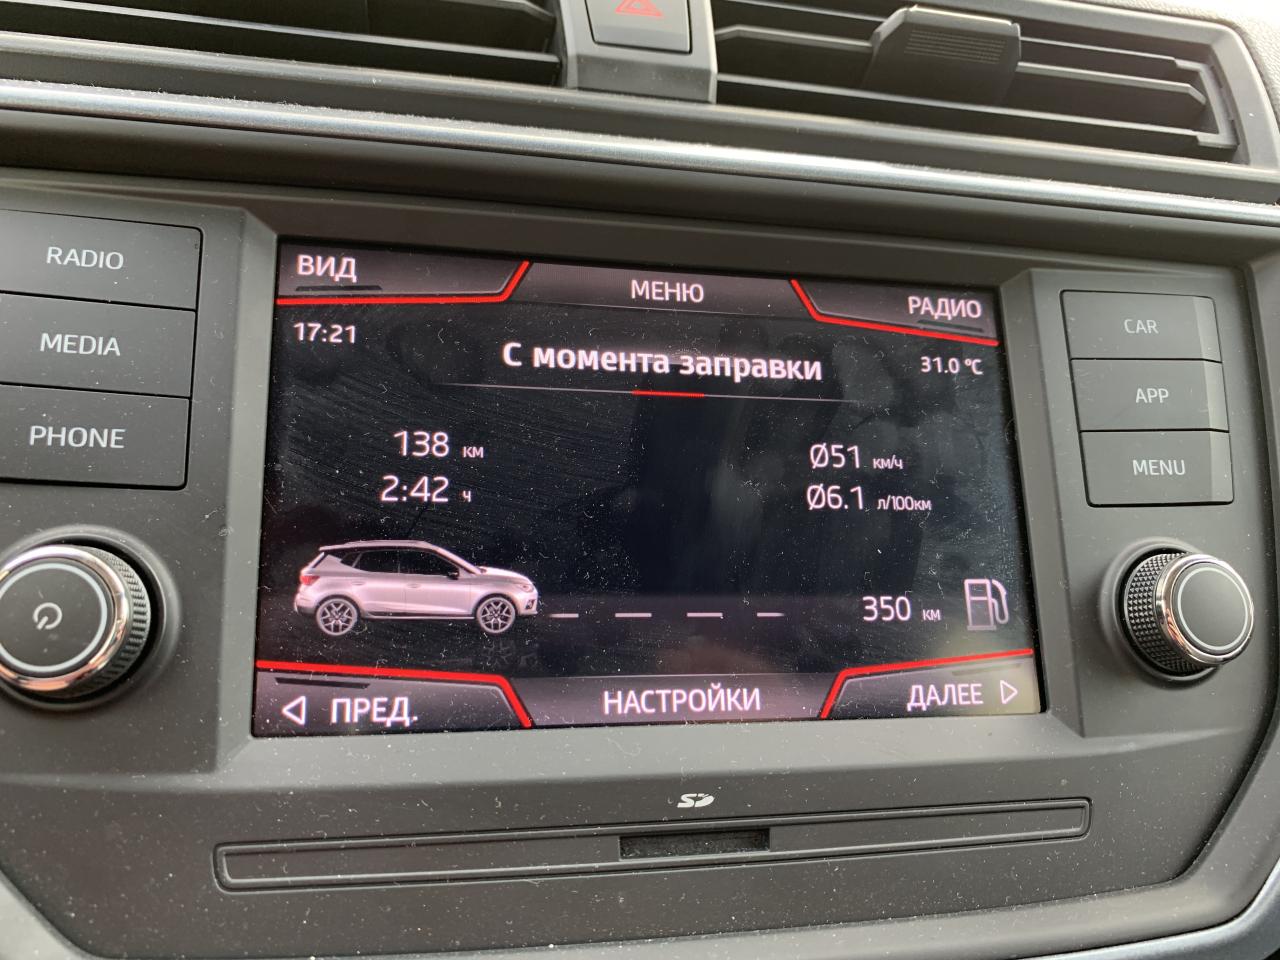 RADIO
MEDIA
PHONE
ВИД
МЕНЮ
РАДИО
17:21
С момента заправки
31.0 °C
138 км
2:42 ч
Ø51 км/ч
Ø6.1 л/100км
350 км
◁ ПРЕД.
НАСТРОЙКИ
ДАЛЕЕ ▷
CAR
APP
MENU
SD